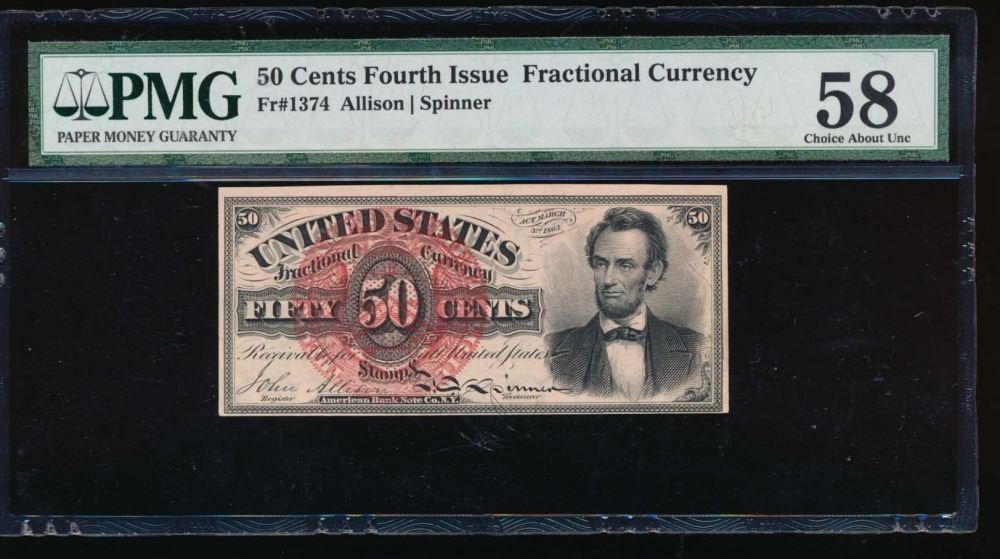 PMG
PAPER MONEY GUARANTY
50 Cents Fourth Issue Fractional Currency
Fr#1374 Allison | Spinner
58
Choice About Unc
50
UNITED STATES
ACT MARCH
3RD 1863.
50
Fractional Currency
FIFTY 50 CENTS
Receivable for all United States
Stamps
John Allison F. E. Spinner
Register American Bank Note Co. N.Y. Treasurer